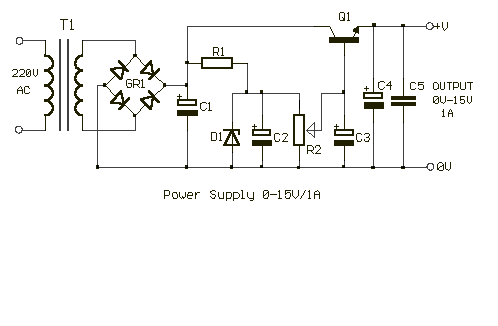 Q1
T1
+V
R1
220V
AC
GR1
C4
C5
OUTPUT
0V-15V
1A
+
C1
+
D1
+
C2
R2
+
C3
+
0V
Power Supply 0-15V/1A